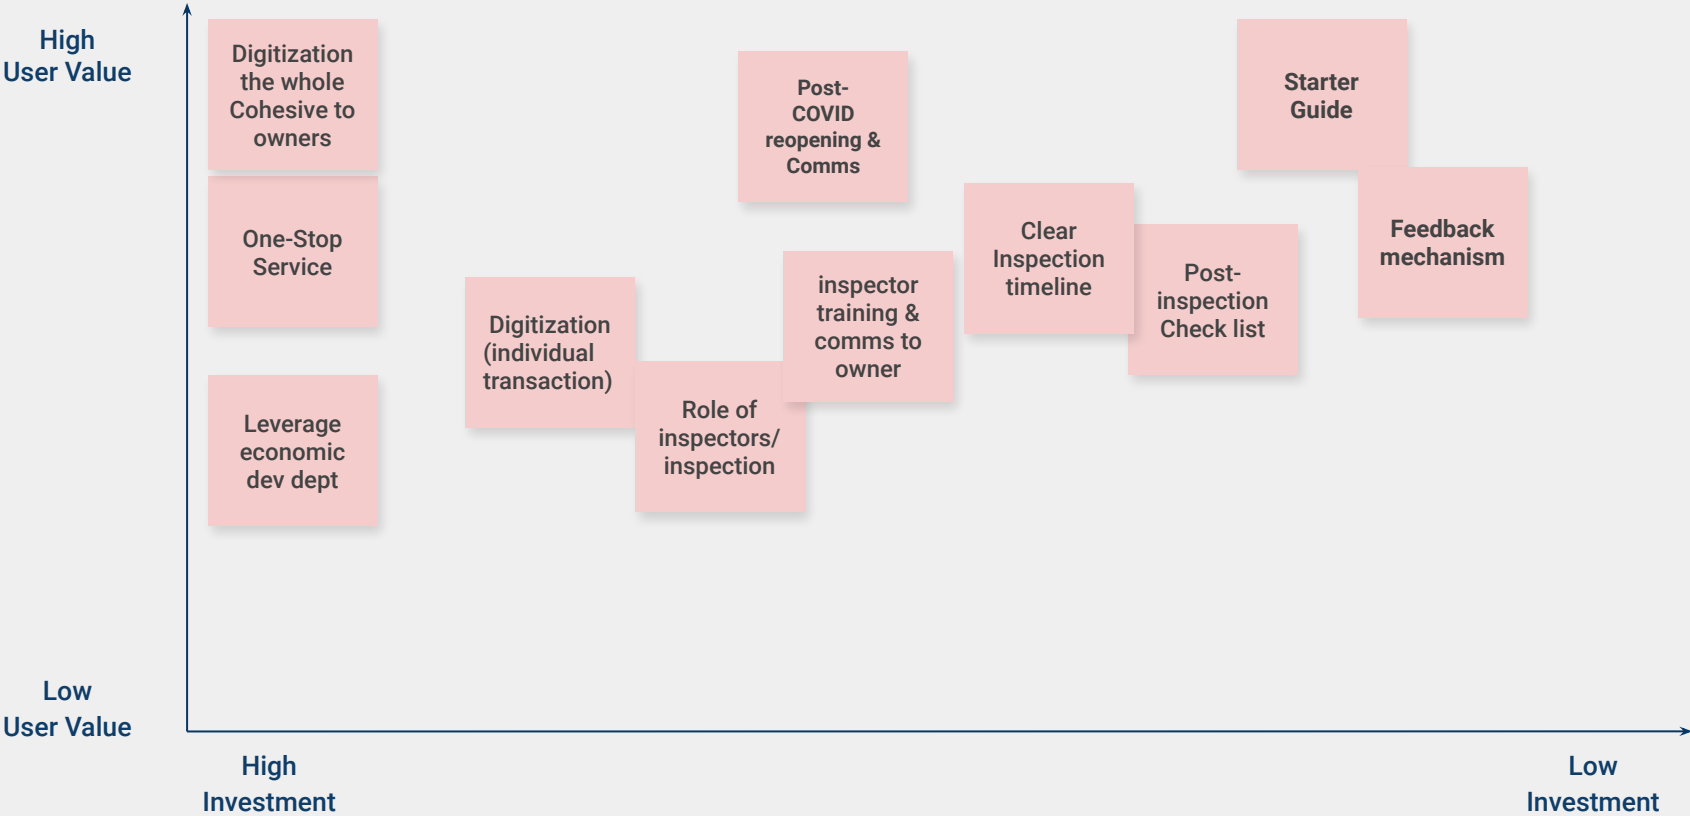 High
User Value
Digitization
the whole
Cohesive to
owners
Post-
COVID
reopening &
Comms
Starter
Guide
One-Stop
Service
Clear
Inspection
timeline
Feedback
mechanism
Post-
inspection
Check list
inspector
training &
comms to
owner
Digitization
(individual
transaction)
Role of
inspectors/
inspection
Leverage
economic
dev dept
Low
User Value
High
Investment
Low
Investment